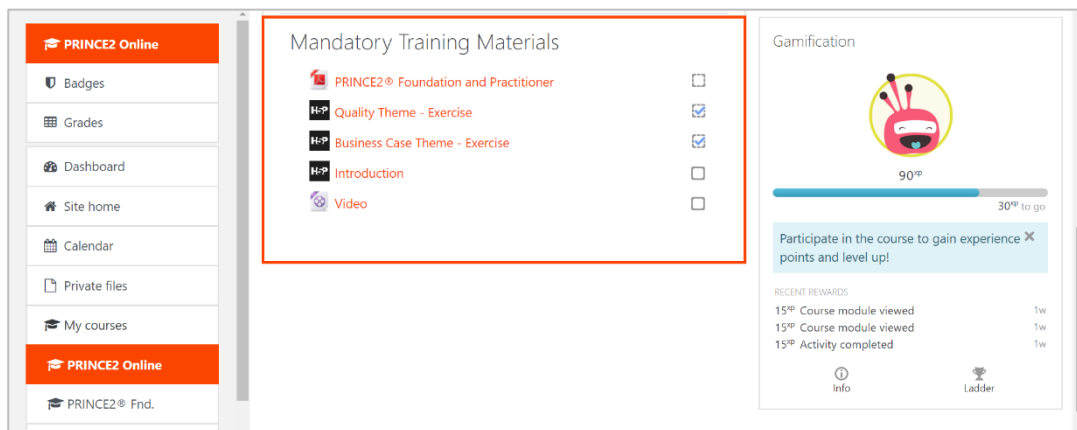 PRINCE2 Online
Badges
Grades
Dashboard
Site home
Calendar
Private files
My courses
PRINCE2 Online
PRINCE2® Fnd.
Mandatory Training Materials
PRINCE2® Foundation and Practitioner
H-P Quality Theme - Exercise
H-P Business Case Theme - Exercise
H-P Introduction
Video
Gamification
90xp
30xp to go
Participate in the course to gain experience
points and level up!
RECENT REWARDS
15xp Course module viewed 1w
15xp Course module viewed 1w
15xp Activity completed 1w
Info Ladder